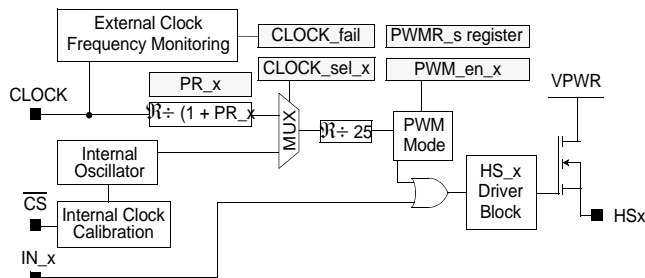 External Clock
Frequency Monitoring
CLOCK_fail
PWMR_s register
CLOCK_sel_x
PWM_en_x
PR_x
VPWR
CLOCK
ℜ÷ (1 + PR_x
MUX
ℜ÷ 25
PWM
Mode
Internal
Oscillator
HS_x
Driver
Block
CS
Internal Clock
Calibration
HSx
IN_x